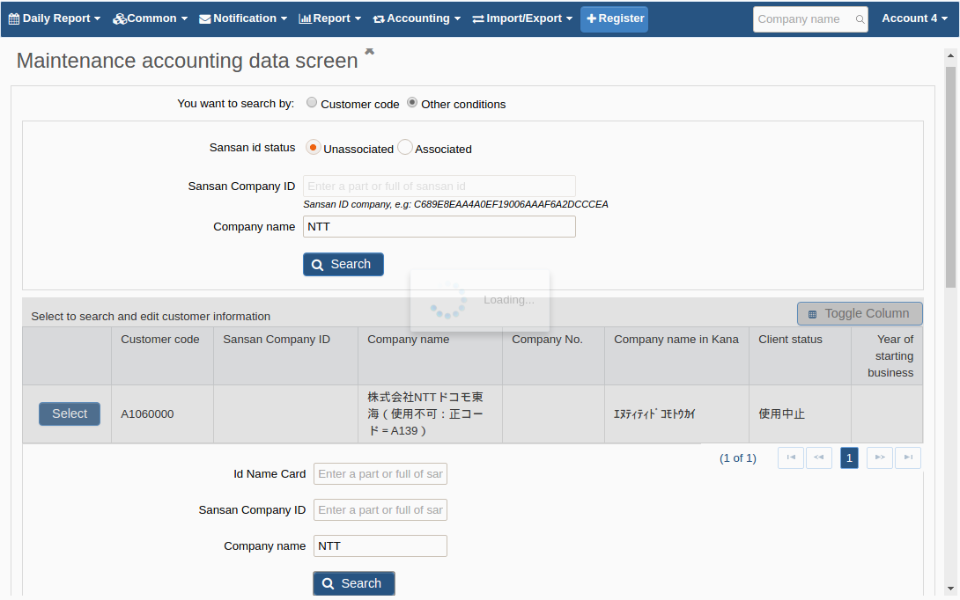 Daily Report Common Notification Report Accounting Import/Export Register Company name Account 4
Maintenance accounting data screen
You want to search by: Customer code Other conditions
Sansan id status Unassociated Associated
Sansan Company ID Enter a part or full of sansan id
Sansan ID company, e.g: C689E8EAA4A0EF19006AAAF6A2DCCCEA
Company name NTT
Search
Loading...
Select to search and edit customer information Toggle Column
Customer code Sansan Company ID Company name Company No. Company name in Kana Client status Year of
starting
business
株式会社NTTドコモ東
Select A1060000 海（使用不可：正コー ｴﾇﾃｨﾃｨﾄﾞｺﾓﾄｳｶｲ 使用中止
ド＝A139）
(1 of 1) 1
Id Name Card Enter a part or full of sar
Sansan Company ID Enter a part or full of sar
Company name NTT
Search